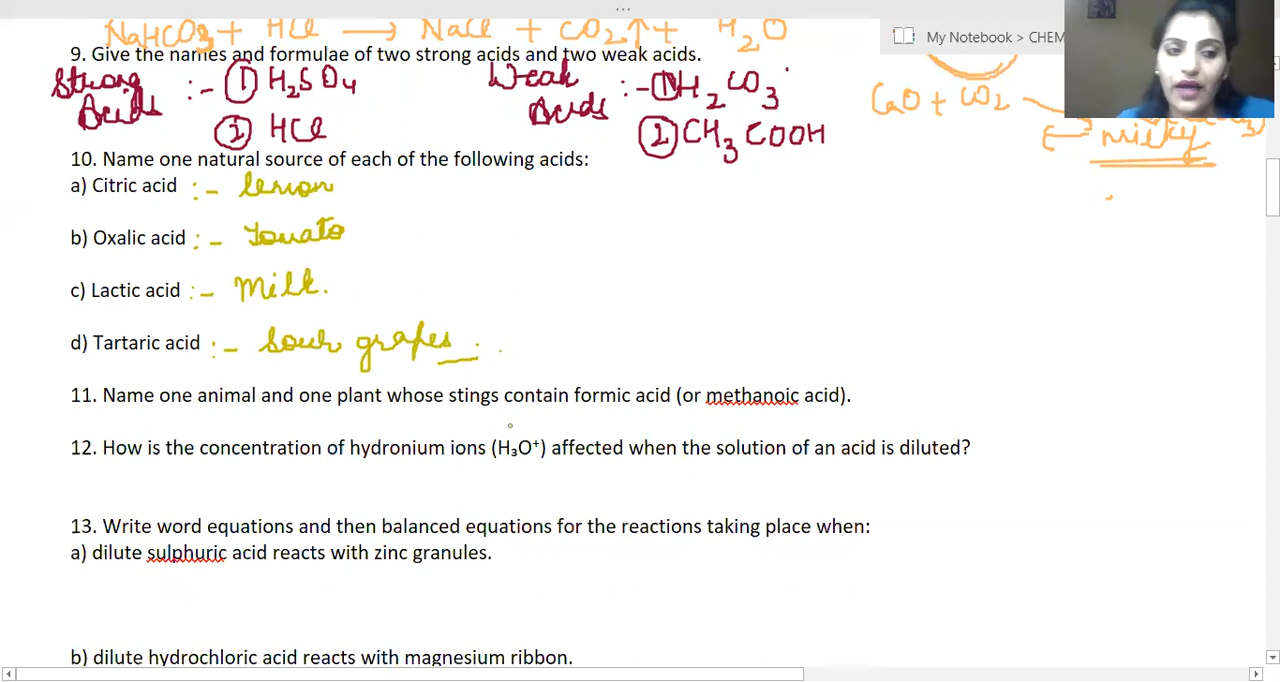 NaHCO3 + HCl → NaCl + CO2↑ + H2O
My Notebook > CHEM
9. Give the names and formulae of two strong acids and two weak acids.
Strong Acids :- ① H2SO4
② HCl
Weak Acids :- ① H2CO3
② CH3COOH
CaO + CO2 →
milky
10. Name one natural source of each of the following acids:
a) Citric acid :- lemon
b) Oxalic acid :- Tomato
c) Lactic acid :- Milk.
d) Tartaric acid :- Sour grapes
11. Name one animal and one plant whose stings contain formic acid (or methanoic acid).
12. How is the concentration of hydronium ions (H₃O⁺) affected when the solution of an acid is diluted?
13. Write word equations and then balanced equations for the reactions taking place when:
a) dilute sulphuric acid reacts with zinc granules.
b) dilute hydrochloric acid reacts with magnesium ribbon.